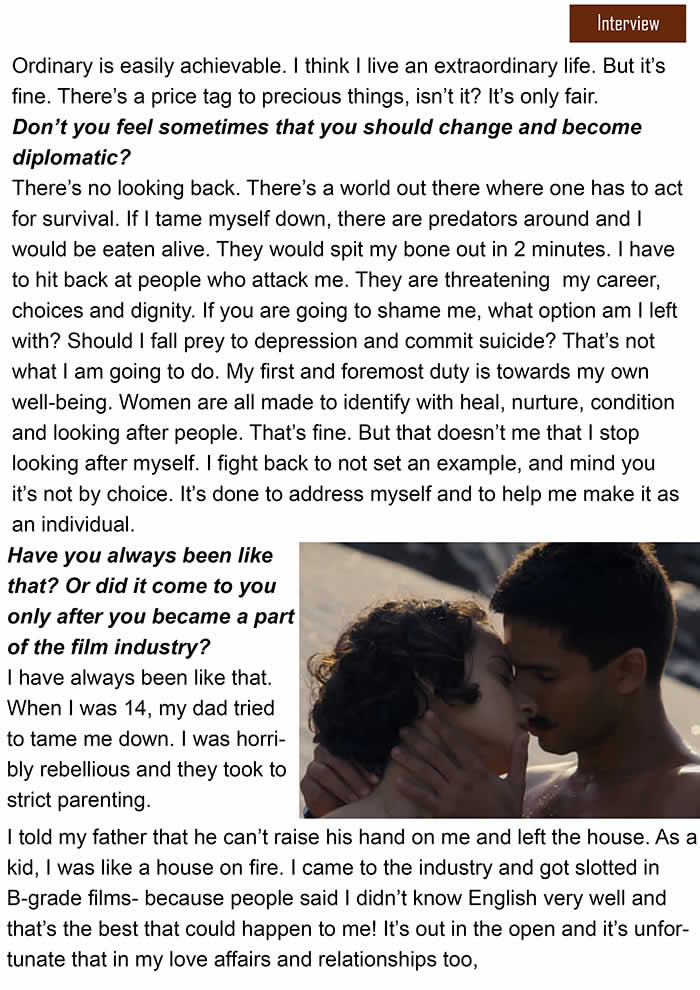 Interview
Ordinary is easily achievable. I think I live an extraordinary life. But it’s
fine. There’s a price tag to precious things, isn’t it? It’s only fair.
Don’t you feel sometimes that you should change and become
diplomatic?
There’s no looking back. There’s a world out there where one has to act
for survival. If I tame myself down, there are predators around and I
would be eaten alive. They would spit my bone out in 2 minutes. I have
to hit back at people who attack me. They are threatening  my career,
choices and dignity. If you are going to shame me, what option am I left
with? Should I fall prey to depression and commit suicide? That’s not
what I am going to do. My first and foremost duty is towards my own
well-being. Women are all made to identify with heal, nurture, condition
and looking after people. That’s fine. But that doesn’t me that I stop
looking after myself. I fight back to not set an example, and mind you
it’s not by choice. It’s done to address myself and to help me make it as
an individual.
Have you always been like
that? Or did it come to you
only after you became a part
of the film industry?
I have always been like that.
When I was 14, my dad tried
to tame me down. I was horri-
bly rebellious and they took to
strict parenting.
I told my father that he can’t raise his hand on me and left the house. As a
kid, I was like a house on fire. I came to the industry and got slotted in
B-grade films- because people said I didn’t know English very well and
that’s the best that could happen to me! It’s out in the open and it’s unfor-
tunate that in my love affairs and relationships too,